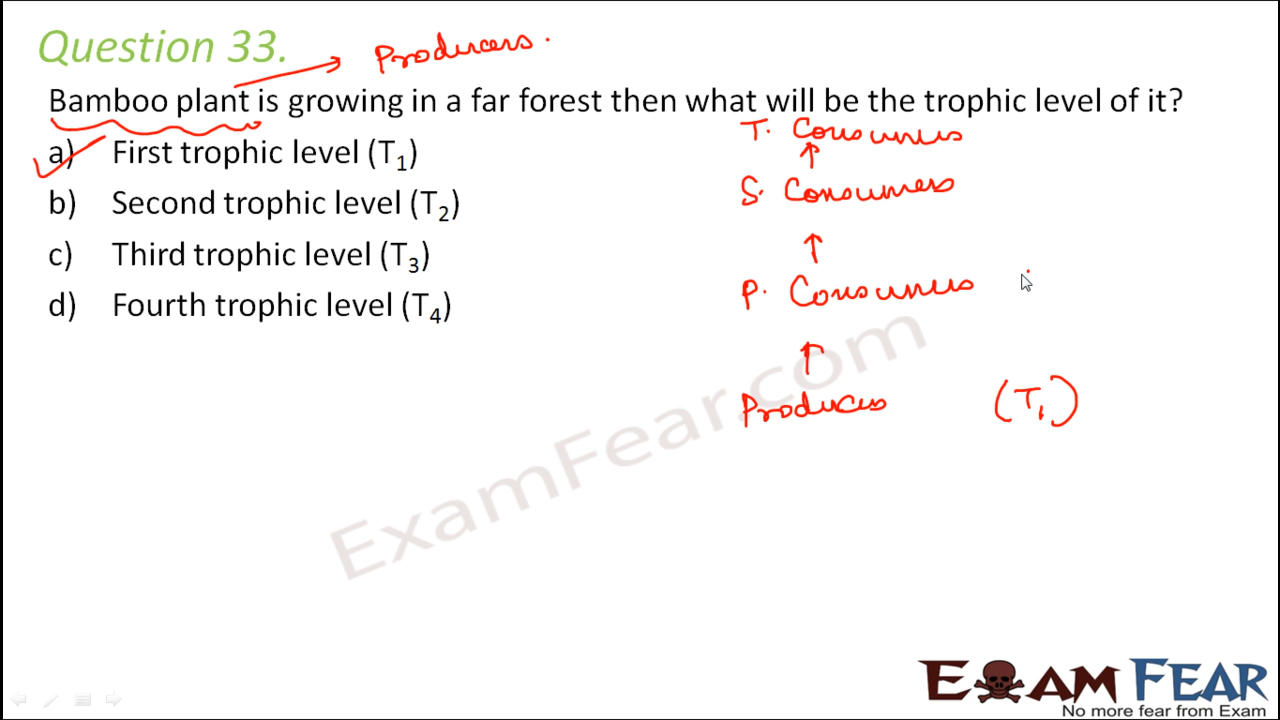 Question 33.
Producers.
Bamboo plant is growing in a far forest then what will be the trophic level of it?
a) First trophic level (T1)
b) Second trophic level (T2)
c) Third trophic level (T3)
d) Fourth trophic level (T4)
T. Consumers
S. Consumers
P. Consumers
Producers (T1)
ExamFear.com
EXAM FEAR
No more fear from Exam